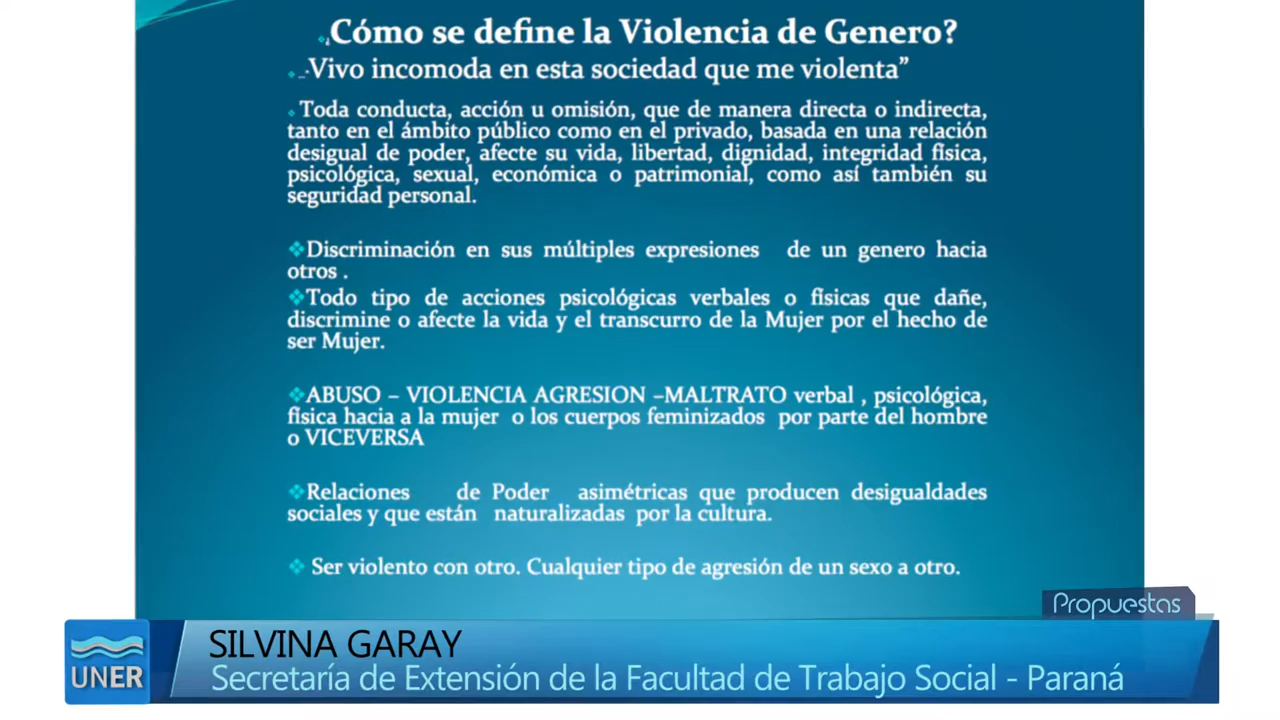 ¿Cómo se define la Violencia de Genero?
Vivo incomoda en esta sociedad que me violenta”
Toda conducta, acción u omisión, que de manera directa o indirecta,
tanto en el ámbito público como en el privado, basada en una relación
desigual de poder, afecte su vida, libertad, dignidad, integridad física,
psicológica, sexual, económica o patrimonial, como así también su
seguridad personal.
Discriminación en sus múltiples expresiones de un genero hacia
otros .
Todo tipo de acciones psicológicas verbales o físicas que dañe,
discrimine o afecte la vida y el transcurro de la Mujer por el hecho de
ser Mujer.
ABUSO – VIOLENCIA AGRESION –MALTRATO verbal , psicológica,
física hacia a la mujer o los cuerpos feminizados por parte del hombre
o VICEVERSA
Relaciones de Poder asimétricas que producen desigualdades
sociales y que están naturalizadas por la cultura.
Ser violento con otro. Cualquier tipo de agresión de un sexo a otro.
Propuestas
UNER
SILVINA GARAY
Secretaría de Extensión de la Facultad de Trabajo Social - Paraná